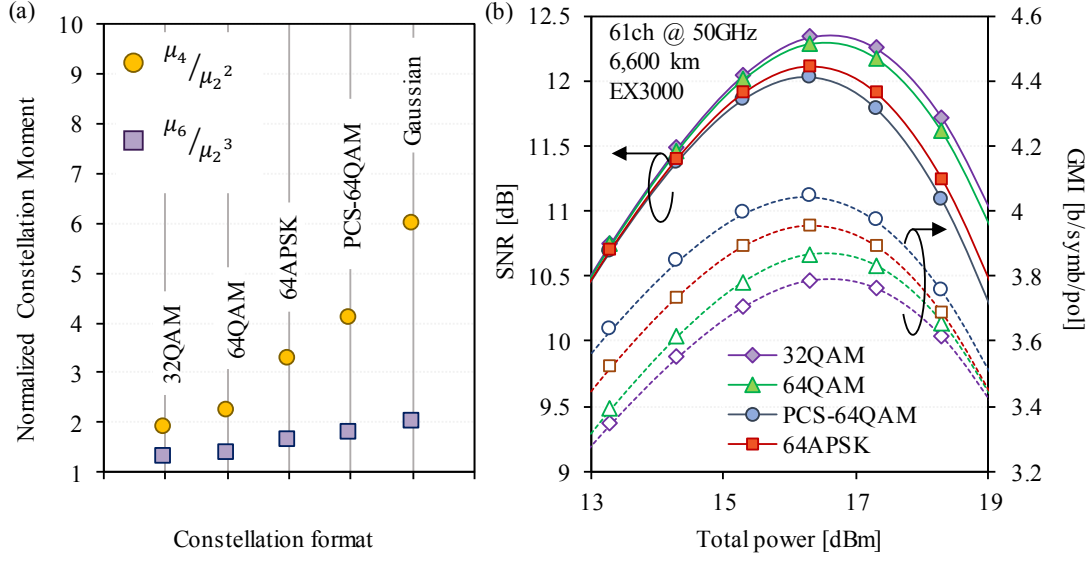 (a)
10
9
8
7
6
5
4
3
2
1
Normalized Constellation Moment
μ₄/μ₂²
μ₆/μ₂³
32QAM
64QAM
64APSK
PCS-64QAM
Gaussian
Constellation format
(b)
12.5
12
11.5
11
10.5
10
9.5
9
SNR [dB]
61ch @ 50GHz
6,600 km
EX3000
32QAM
64QAM
PCS-64QAM
64APSK
4.6
4.4
4.2
4
3.8
3.6
3.4
3.2
GMI [b/symb/pol]
13
15
17
19
Total power [dBm]